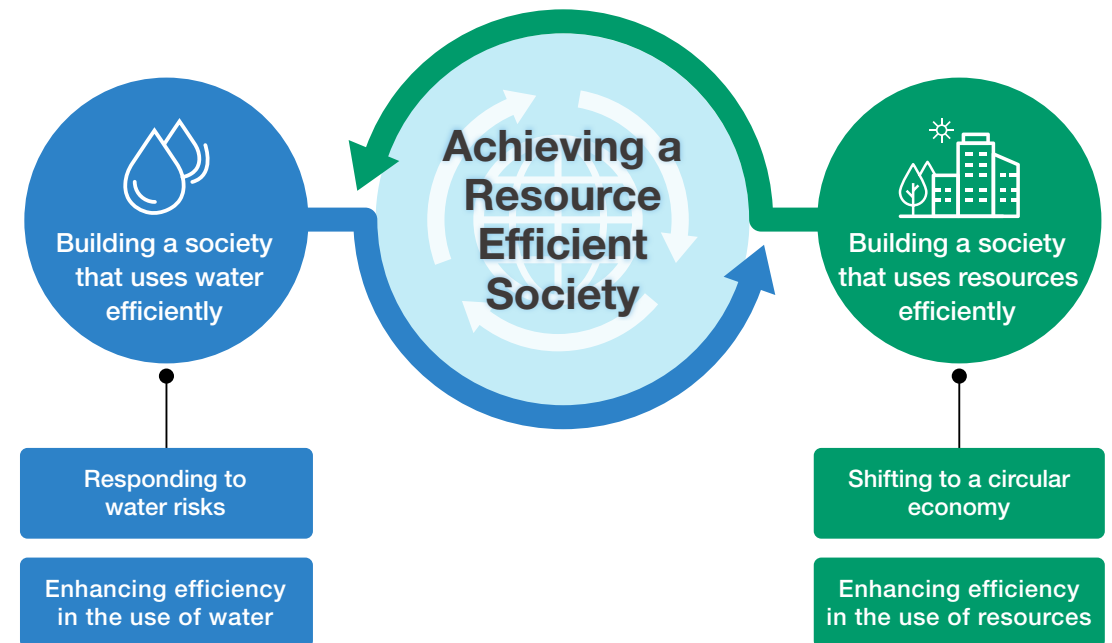 Achieving a
Resource
Efficient
Society
Building a society
that uses water
efficiently
Building a society
that uses resources
efficiently
Responding to
water risks
Enhancing efficiency
in the use of water
Shifting to a circular
economy
Enhancing efficiency
in the use of resources